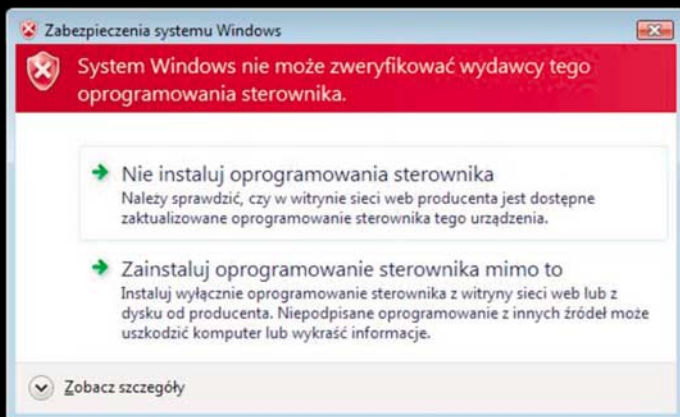 Zabezpieczenia systemu Windows
System Windows nie może zweryfikować wydawcy tego
oprogramowania sterownika.
Nie instaluj oprogramowania sterownika
Należy sprawdzić, czy w witrynie sieci web producenta jest dostępne
zaktualizowane oprogramowanie sterownika tego urządzenia.
Zainstaluj oprogramowanie sterownika mimo to
Instaluj wyłącznie oprogramowanie sterownika z witryny sieci web lub z
dysku od producenta. Niepodpisane oprogramowanie z innych źródeł może
uszkodzić komputer lub wykraść informacje.
Zobacz szczegóły